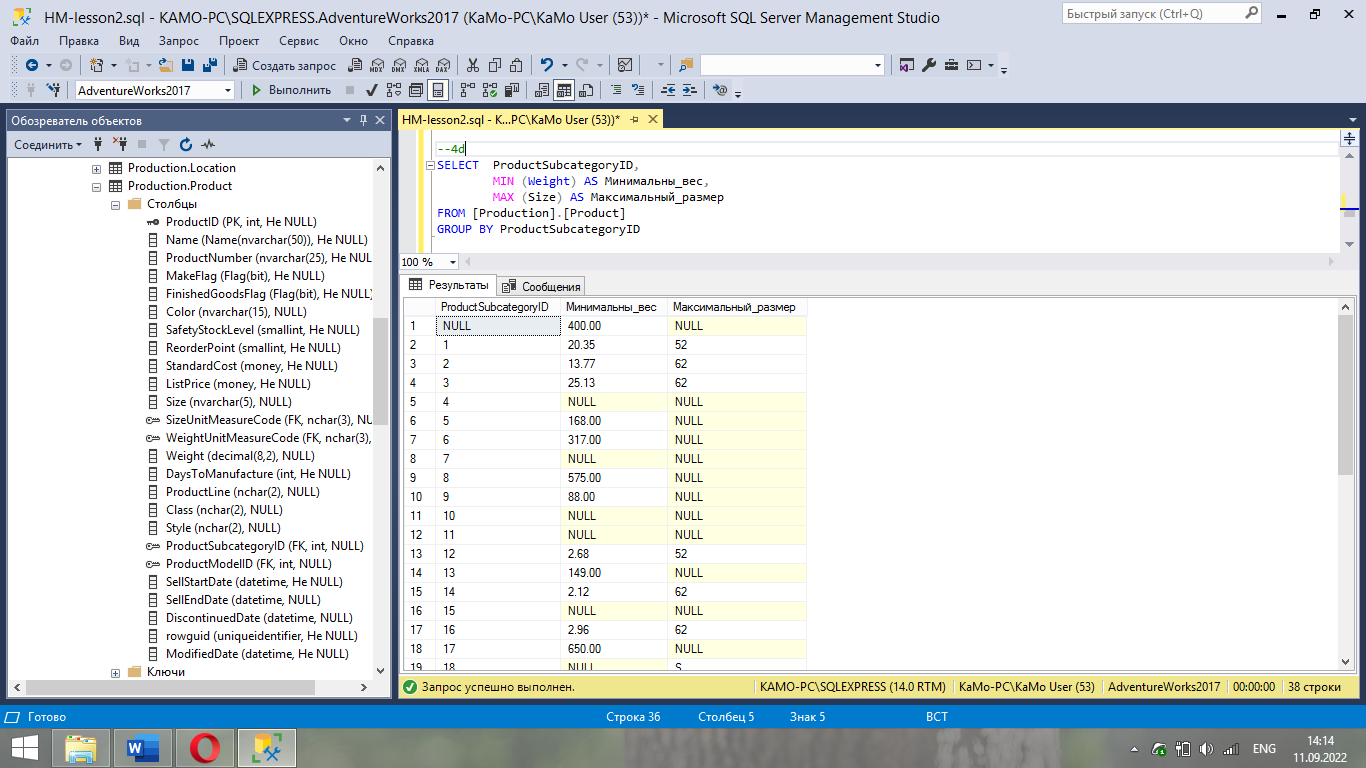 HM-lesson2.sql - KAMO-PC\SQLEXPRESS.AdventureWorks2017 (KaMo-PC\KaMo User (53))* - Microsoft SQL Server Management Studio
Быстрый запуск (Ctrl+Q)
Файл Правка Вид Запрос Проект Сервис Окно Справка
Создать запрос MDX DMX XMLA DAX
AdventureWorks2017 Выполнить
Обозреватель объектов
Соединить
Production.Location
Production.Product
Столбцы
ProductID (PK, int, Не NULL)
Name (Name(nvarchar(50)), Не NULL)
ProductNumber (nvarchar(25), Не NUL
MakeFlag (Flag(bit), Не NULL)
FinishedGoodsFlag (Flag(bit), Не NULL)
Color (nvarchar(15), NULL)
SafetyStockLevel (smallint, Не NULL)
ReorderPoint (smallint, Не NULL)
StandardCost (money, Не NULL)
ListPrice (money, Не NULL)
Size (nvarchar(5), NULL)
SizeUnitMeasureCode (FK, nchar(3), NU
WeightUnitMeasureCode (FK, nchar(3),
Weight (decimal(8,2), NULL)
DaysToManufacture (int, Не NULL)
ProductLine (nchar(2), NULL)
Class (nchar(2), NULL)
Style (nchar(2), NULL)
ProductSubcategoryID (FK, int, NULL)
ProductModelID (FK, int, NULL)
SellStartDate (datetime, Не NULL)
SellEndDate (datetime, NULL)
DiscontinuedDate (datetime, NULL)
rowguid (uniqueidentifier, Не NULL)
ModifiedDate (datetime, Не NULL)
Ключи
HM-lesson2.sql - K...PC\KaMo User (53))*
--4d
SELECT ProductSubcategoryID,
MIN (Weight) AS Минимальны_вес,
MAX (Size) AS Максимальный_размер
FROM [Production].[Product]
GROUP BY ProductSubcategoryID
100 %
Результаты Сообщения
ProductSubcategoryID Минимальны_вес Максимальный_размер
1 NULL 400.00 NULL
2 1 20.35 52
3 2 13.77 62
4 3 25.13 62
5 4 NULL NULL
6 5 168.00 NULL
7 6 317.00 NULL
8 7 NULL NULL
9 8 575.00 NULL
10 9 88.00 NULL
11 10 NULL NULL
12 11 NULL NULL
13 12 2.68 52
14 13 149.00 NULL
15 14 2.12 62
16 15 NULL NULL
17 16 2.96 62
18 17 650.00 NULL
19 18 NULL S
Запрос успешно выполнен. KAMO-PC\SQLEXPRESS (14.0 RTM) KaMo-PC\KaMo User (53) AdventureWorks2017 00:00:00 38 строки
Готово Строка 36 Столбец 5 Знак 5 ВСТ
ENG
14:14
11.09.2022